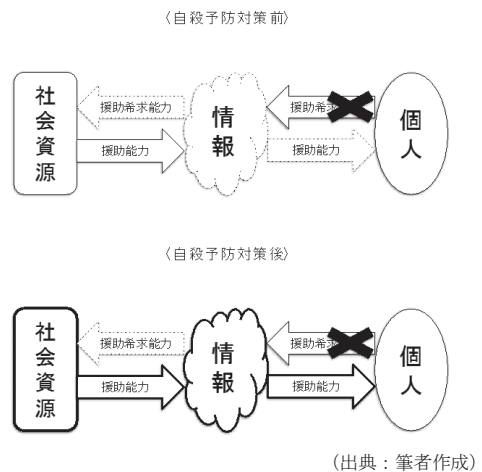 〈自殺予防対策前〉
社会資源
援助希求能力
援助能力
情報
援助希
援助能力
個人
〈自殺予防対策後〉
社会資源
援助希求能力
援助能力
情報
援助希
援助能力
個人
（出典：筆者作成）